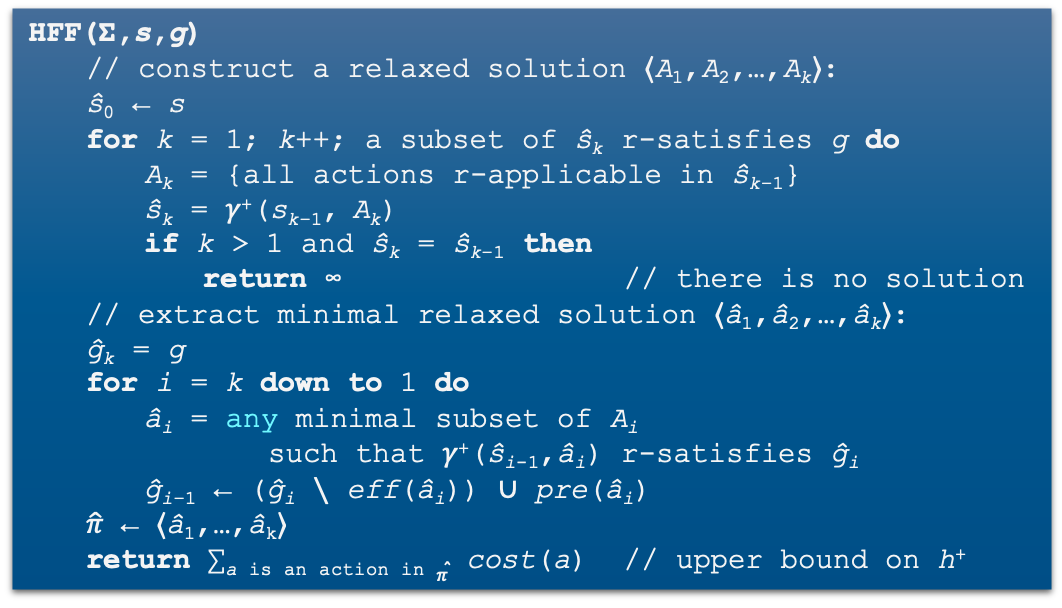 HFF(Σ,s,g)
// construct a relaxed solution ⟨A₁,A₂,…,Aₖ⟩:
ŝ₀ ← s
for k = 1; k++; a subset of ŝₖ r-satisfies g do
Aₖ = {all actions r-applicable in ŝₖ₋₁}
ŝₖ = γ⁺(sₖ₋₁, Aₖ)
if k > 1 and ŝₖ = ŝₖ₋₁ then
return ∞ // there is no solution
// extract minimal relaxed solution ⟨â₁,â₂,…,âₖ⟩:
ĝₖ = g
for i = k down to 1 do
âᵢ = any minimal subset of Aᵢ
such that γ⁺(ŝᵢ₋₁,âᵢ) r-satisfies ĝᵢ
ĝᵢ₋₁ ← (ĝᵢ \ eff(âᵢ)) ∪ pre(âᵢ)
π̂ ← ⟨â₁,…,âₖ⟩
return ∑a is an action in π̂ cost(a) // upper bound on h⁺